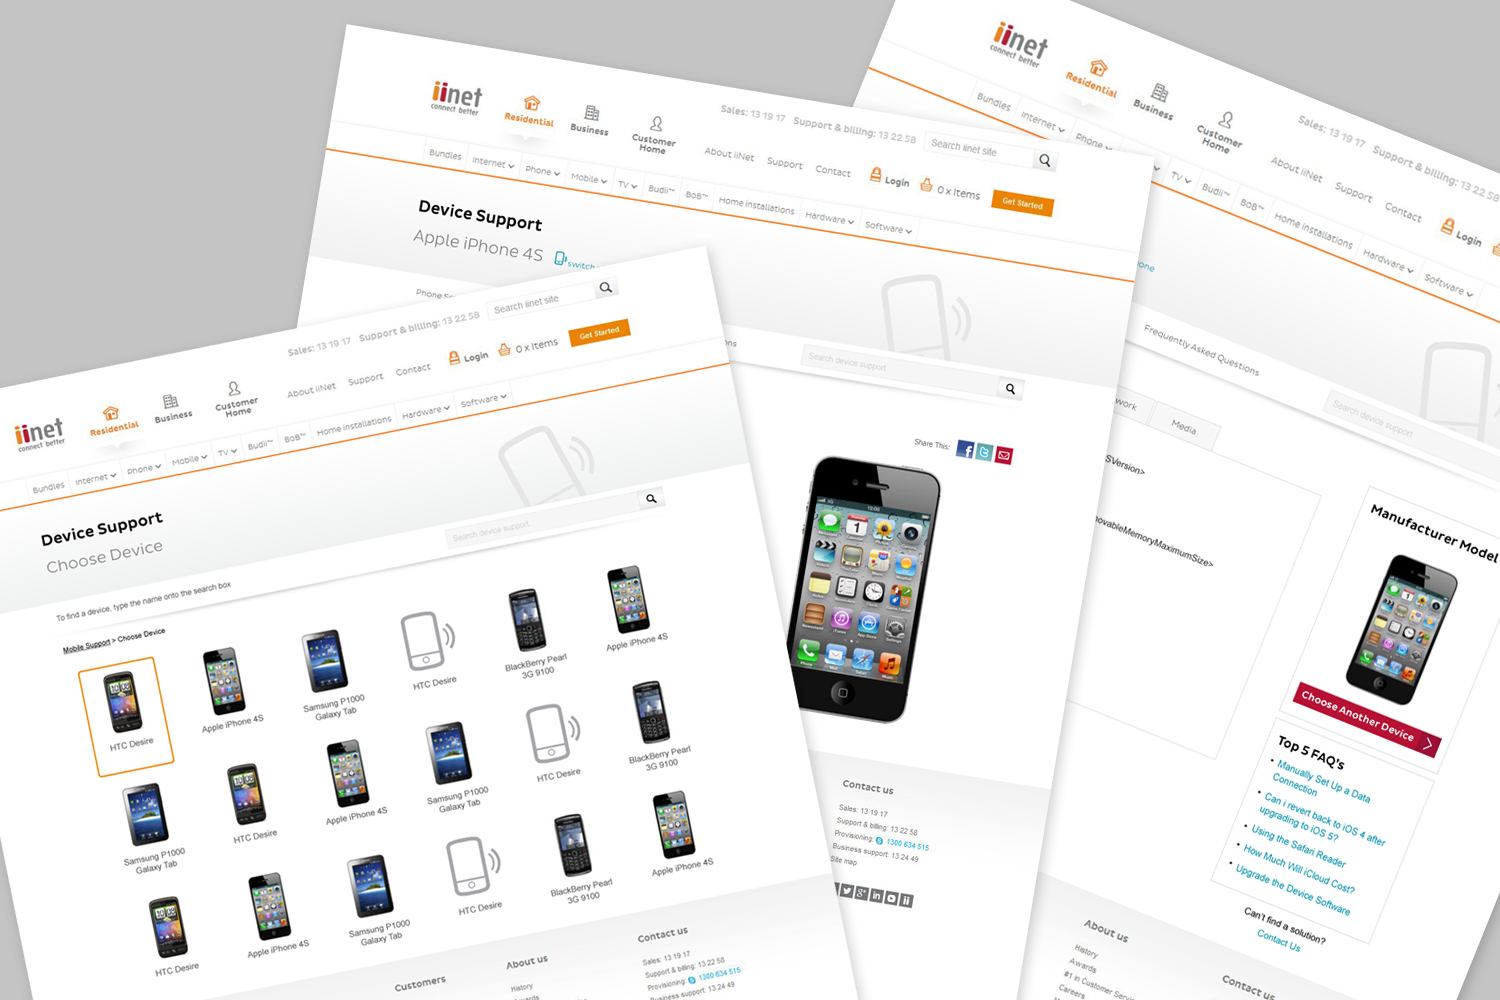 iinet
connect better
Residential
Business
Customer
Home
Sales: 13 19 17 Support & billing: 13 22 58
Search iinet site
About iiNet Support Contact
Login
0 x Items
Get Started
Bundles Internet Phone Mobile TV Budii™ BoB™ Home installations Hardware Software
Device Support
Choose Device
Search device support
To find a device, type the name onto the search box
Mobile Support > Choose Device
HTC Desire
Apple iPhone 4S
Samsung P1000
Galaxy Tab
HTC Desire
BlackBerry Pearl
3G 9100
Apple iPhone 4S
Samsung P1000
Galaxy Tab
HTC Desire
Apple iPhone 4S
Samsung P1000
Galaxy Tab
HTC Desire
BlackBerry Pearl
3G 9100
HTC Desire
Apple iPhone 4S
Samsung P1000
Galaxy Tab
HTC Desire
BlackBerry Pearl
3G 9100
Apple iPhone 4S
Customers
About us
History
Awards
Contact us
Sales: 13 19 17
Support & billing: 13 22 58
Provisioning: 1300 634 515
Business support: 13 24 49
iinet
connect better
Residential
Business
Customer
Home
Sales: 13 19 17 Support & billing: 13 22 58
Search iinet site
About iiNet Support Contact
Login
0 x Items
Get Started
Bundles Internet Phone Mobile TV Budii™ BoB™ Home installations Hardware Software
Device Support
Apple iPhone 4S
switch
Phone
Search device support
Share This:
Contact us
Sales: 13 19 17
Support & billing: 13 22 58
Provisioning: 1300 634 515
Business support: 13 24 49
Site map
iinet
connect better
Residential
Business
Customer
Home
Sales: 13 19 17 Support & billing: 13 22 58
About iiNet Support Contact
Login
Bundles Internet Phone TV Budii™ BoB™ Home installations Hardware Software
Frequently Asked Questions
Search device support
work
Media
SVersion>
movableMemoryMaximumSize>
Manufacturer Model
Choose Another Device
Top 5 FAQ's
Manually Set Up a Data
Connection
Can i revert back to iOS 4 after
upgrading to iOS 5?
Using the Safari Reader
How Much Will iCloud Cost?
Upgrade the Device Software
Can't find a solution?
Contact Us
About us
History
Awards
#1 in Customer Serv
Careers
Contact us